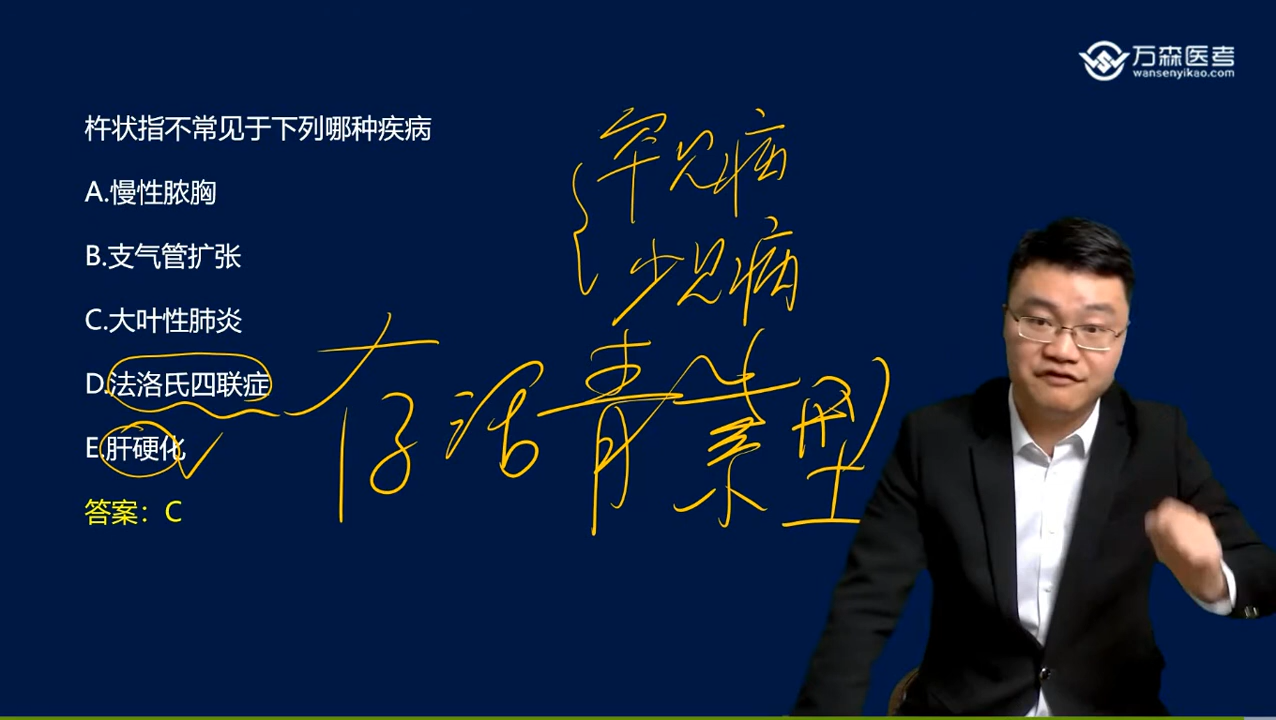 万森医考
wansenyikao.com
杵状指不常见于下列哪种疾病
A.慢性脓胸
B.支气管扩张
C.大叶性肺炎
D.法洛氏四联症
E.肝硬化
答案：C
罕见病
少见病
存活青紫型